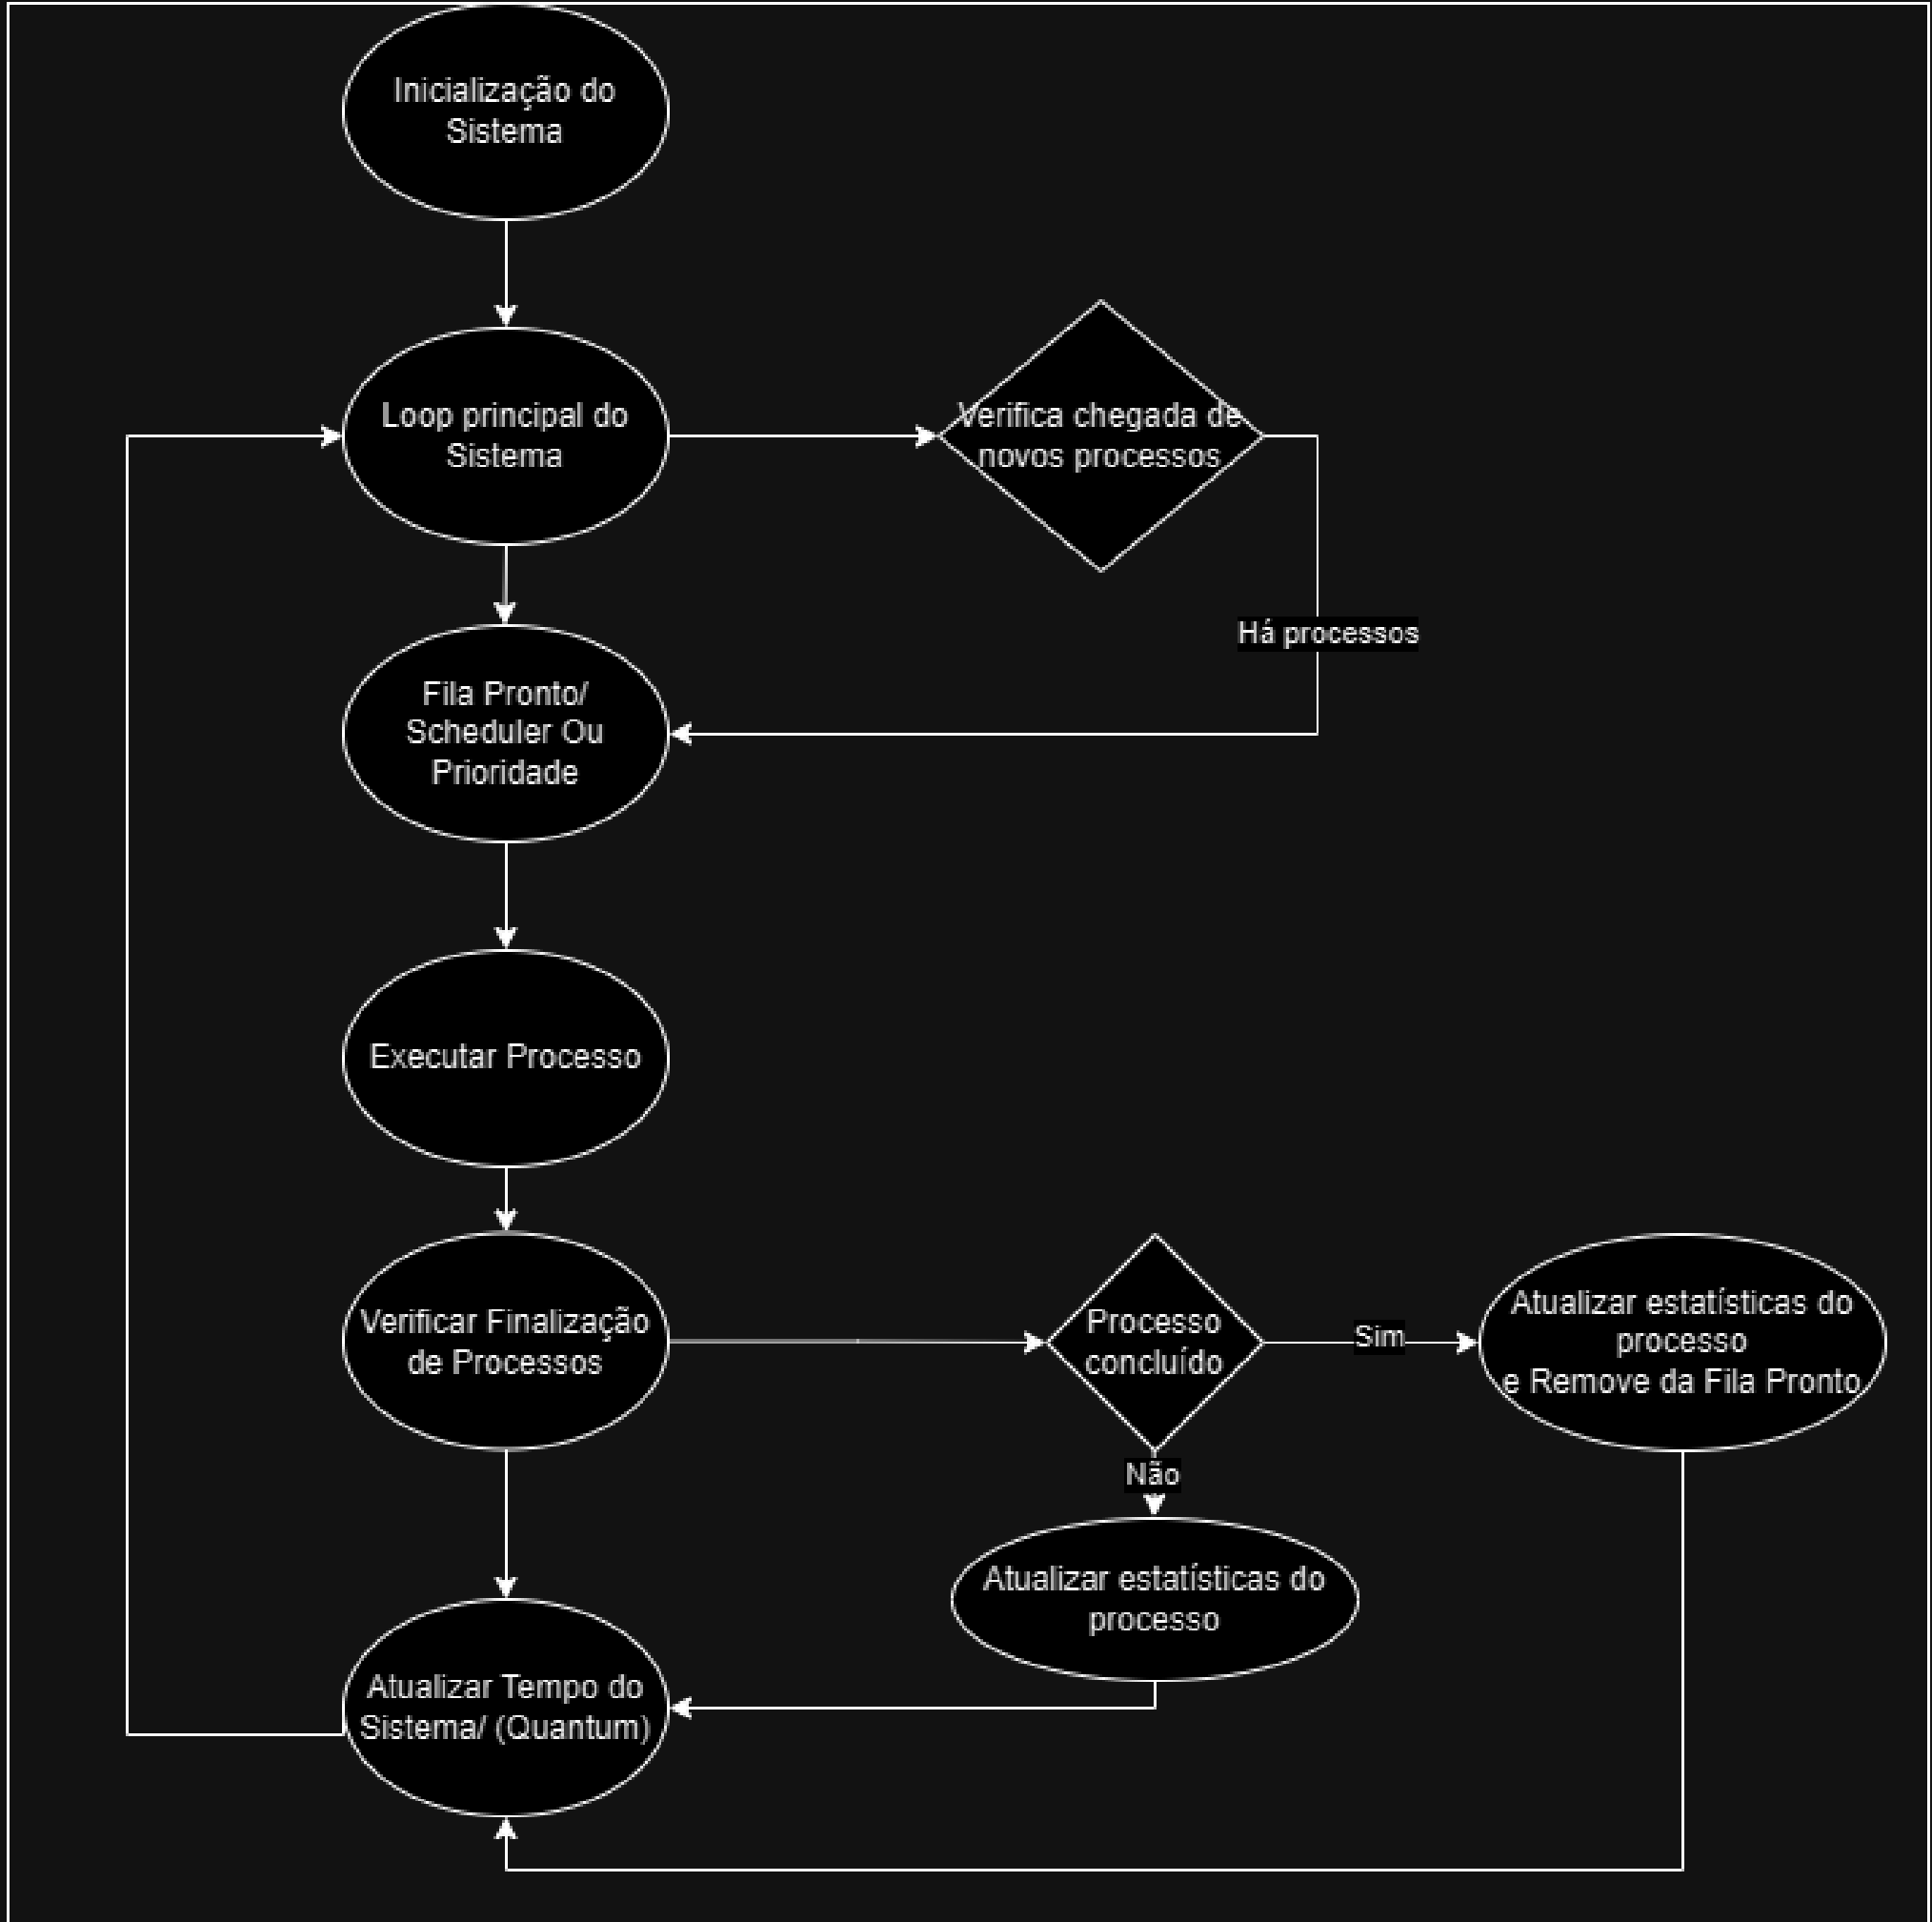 Inicialização do
Sistema
Loop principal do
Sistema
Verifica chegada de
novos processos
Há processos
Fila Pronto/
Scheduler Ou
Prioridade
Executar Processo
Verificar Finalização
de Processos
Processo
concluído
Sim
Atualizar estatísticas do
processo
e Remove da Fila Pronto
Não
Atualizar estatísticas do
processo
Atualizar Tempo do
Sistema/ (Quantum)